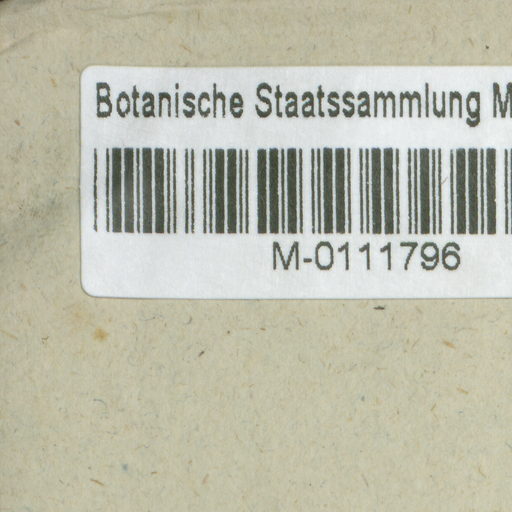 Botanische Staatssammlung M
M-0111796